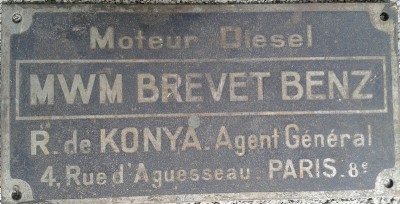 Moteur Diesel
MWM BREVET BENZ
R. de KONYA. Agent Général
4, Rue d'Aguesseau. PARIS. 8e